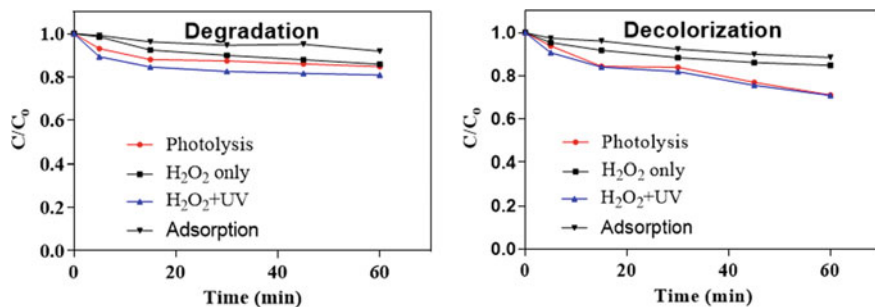 Degradation
1.0
0.8
0.6
0.4
0.2
0.0
C/Co
Photolysis
H2O2 only
H2O2+UV
Adsorption
0
20
40
60
Time (min)
Decolorization
1.0
0.8
0.6
0.4
0.2
0.0
C/Co
Photolysis
H2O2 only
H2O2+UV
Adsorption
0
20
40
60
Time (min)